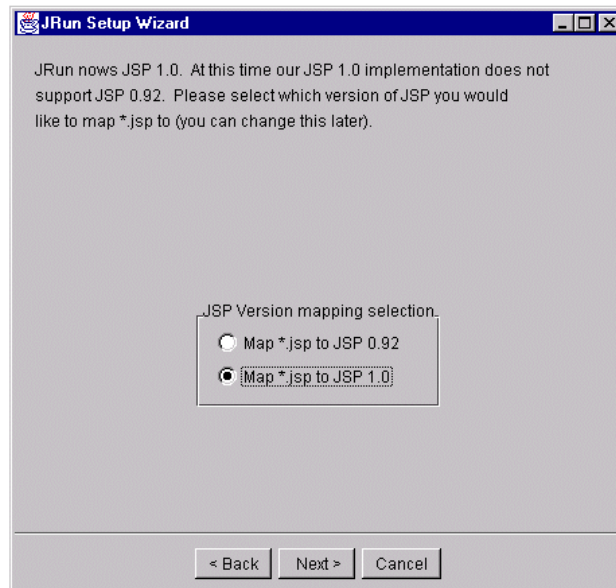 JRun Setup Wizard
JRun nows JSP 1.0. At this time our JSP 1.0 implementation does not
support JSP 0.92. Please select which version of JSP you would
like to map *.jsp to (you can change this later).
JSP Version mapping selection
Map *.jsp to JSP 0.92
Map *.jsp to JSP 1.0
< Back Next > Cancel